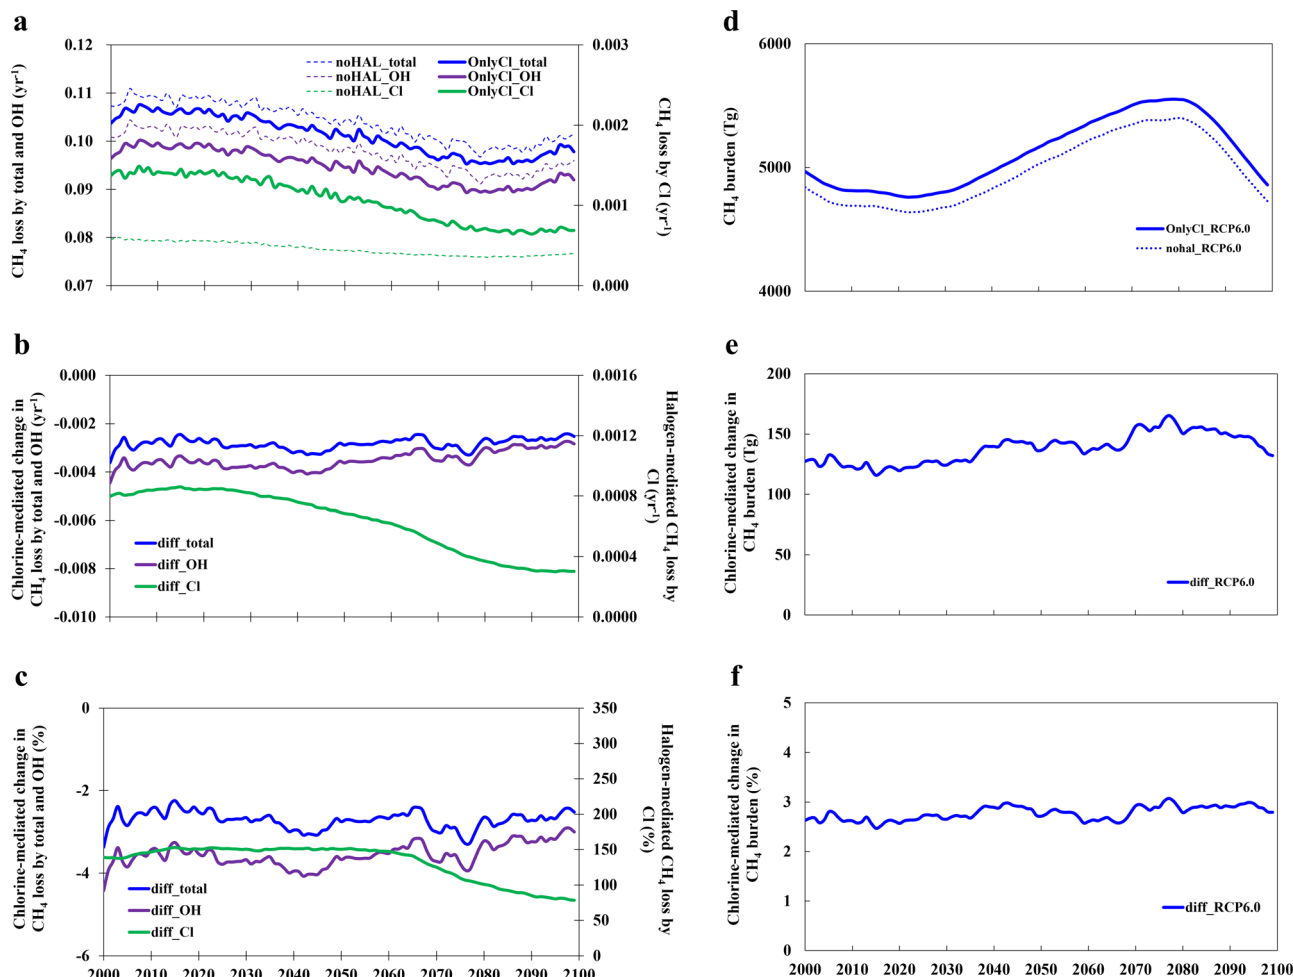 a
0.12
0.11
0.10
0.09
0.08
0.07
CH4 loss by total and OH (yr-1)
noHAL_total
OnlyCl_total
noHAL_OH
OnlyCl_OH
noHAL_Cl
OnlyCl_Cl
0.003
0.002
0.001
0.000
CH4 loss by Cl (yr-1)
d
6000
5000
4000
CH4 burden (Tg)
OnlyCl_RCP6.0
nohal_RCP6.0
b
0.000
-0.002
-0.004
-0.006
-0.008
-0.010
Chlorine-mediated change in
CH4 loss by total and OH (yr-1)
diff_total
diff_OH
diff_Cl
0.0016
0.0012
0.0008
0.0004
0.0000
Halogen-mediated CH4 loss by
Cl (yr-1)
e
200
150
100
50
0
Chlorine-mediated change in
CH4 burden (Tg)
diff_RCP6.0
c
0
-2
-4
-6
Chlorine-mediated change in
CH4 loss by total and OH (%)
diff_total
diff_OH
diff_Cl
350
300
250
200
150
100
50
0
Halogen-mediated CH4 loss by
Cl (%)
2000 2010 2020 2030 2040 2050 2060 2070 2080 2090 2100
f
5
4
3
2
1
0
Chlorine-mediated chnage in
CH4 burden (%)
diff_RCP6.0
2000 2010 2020 2030 2040 2050 2060 2070 2080 2090 2100